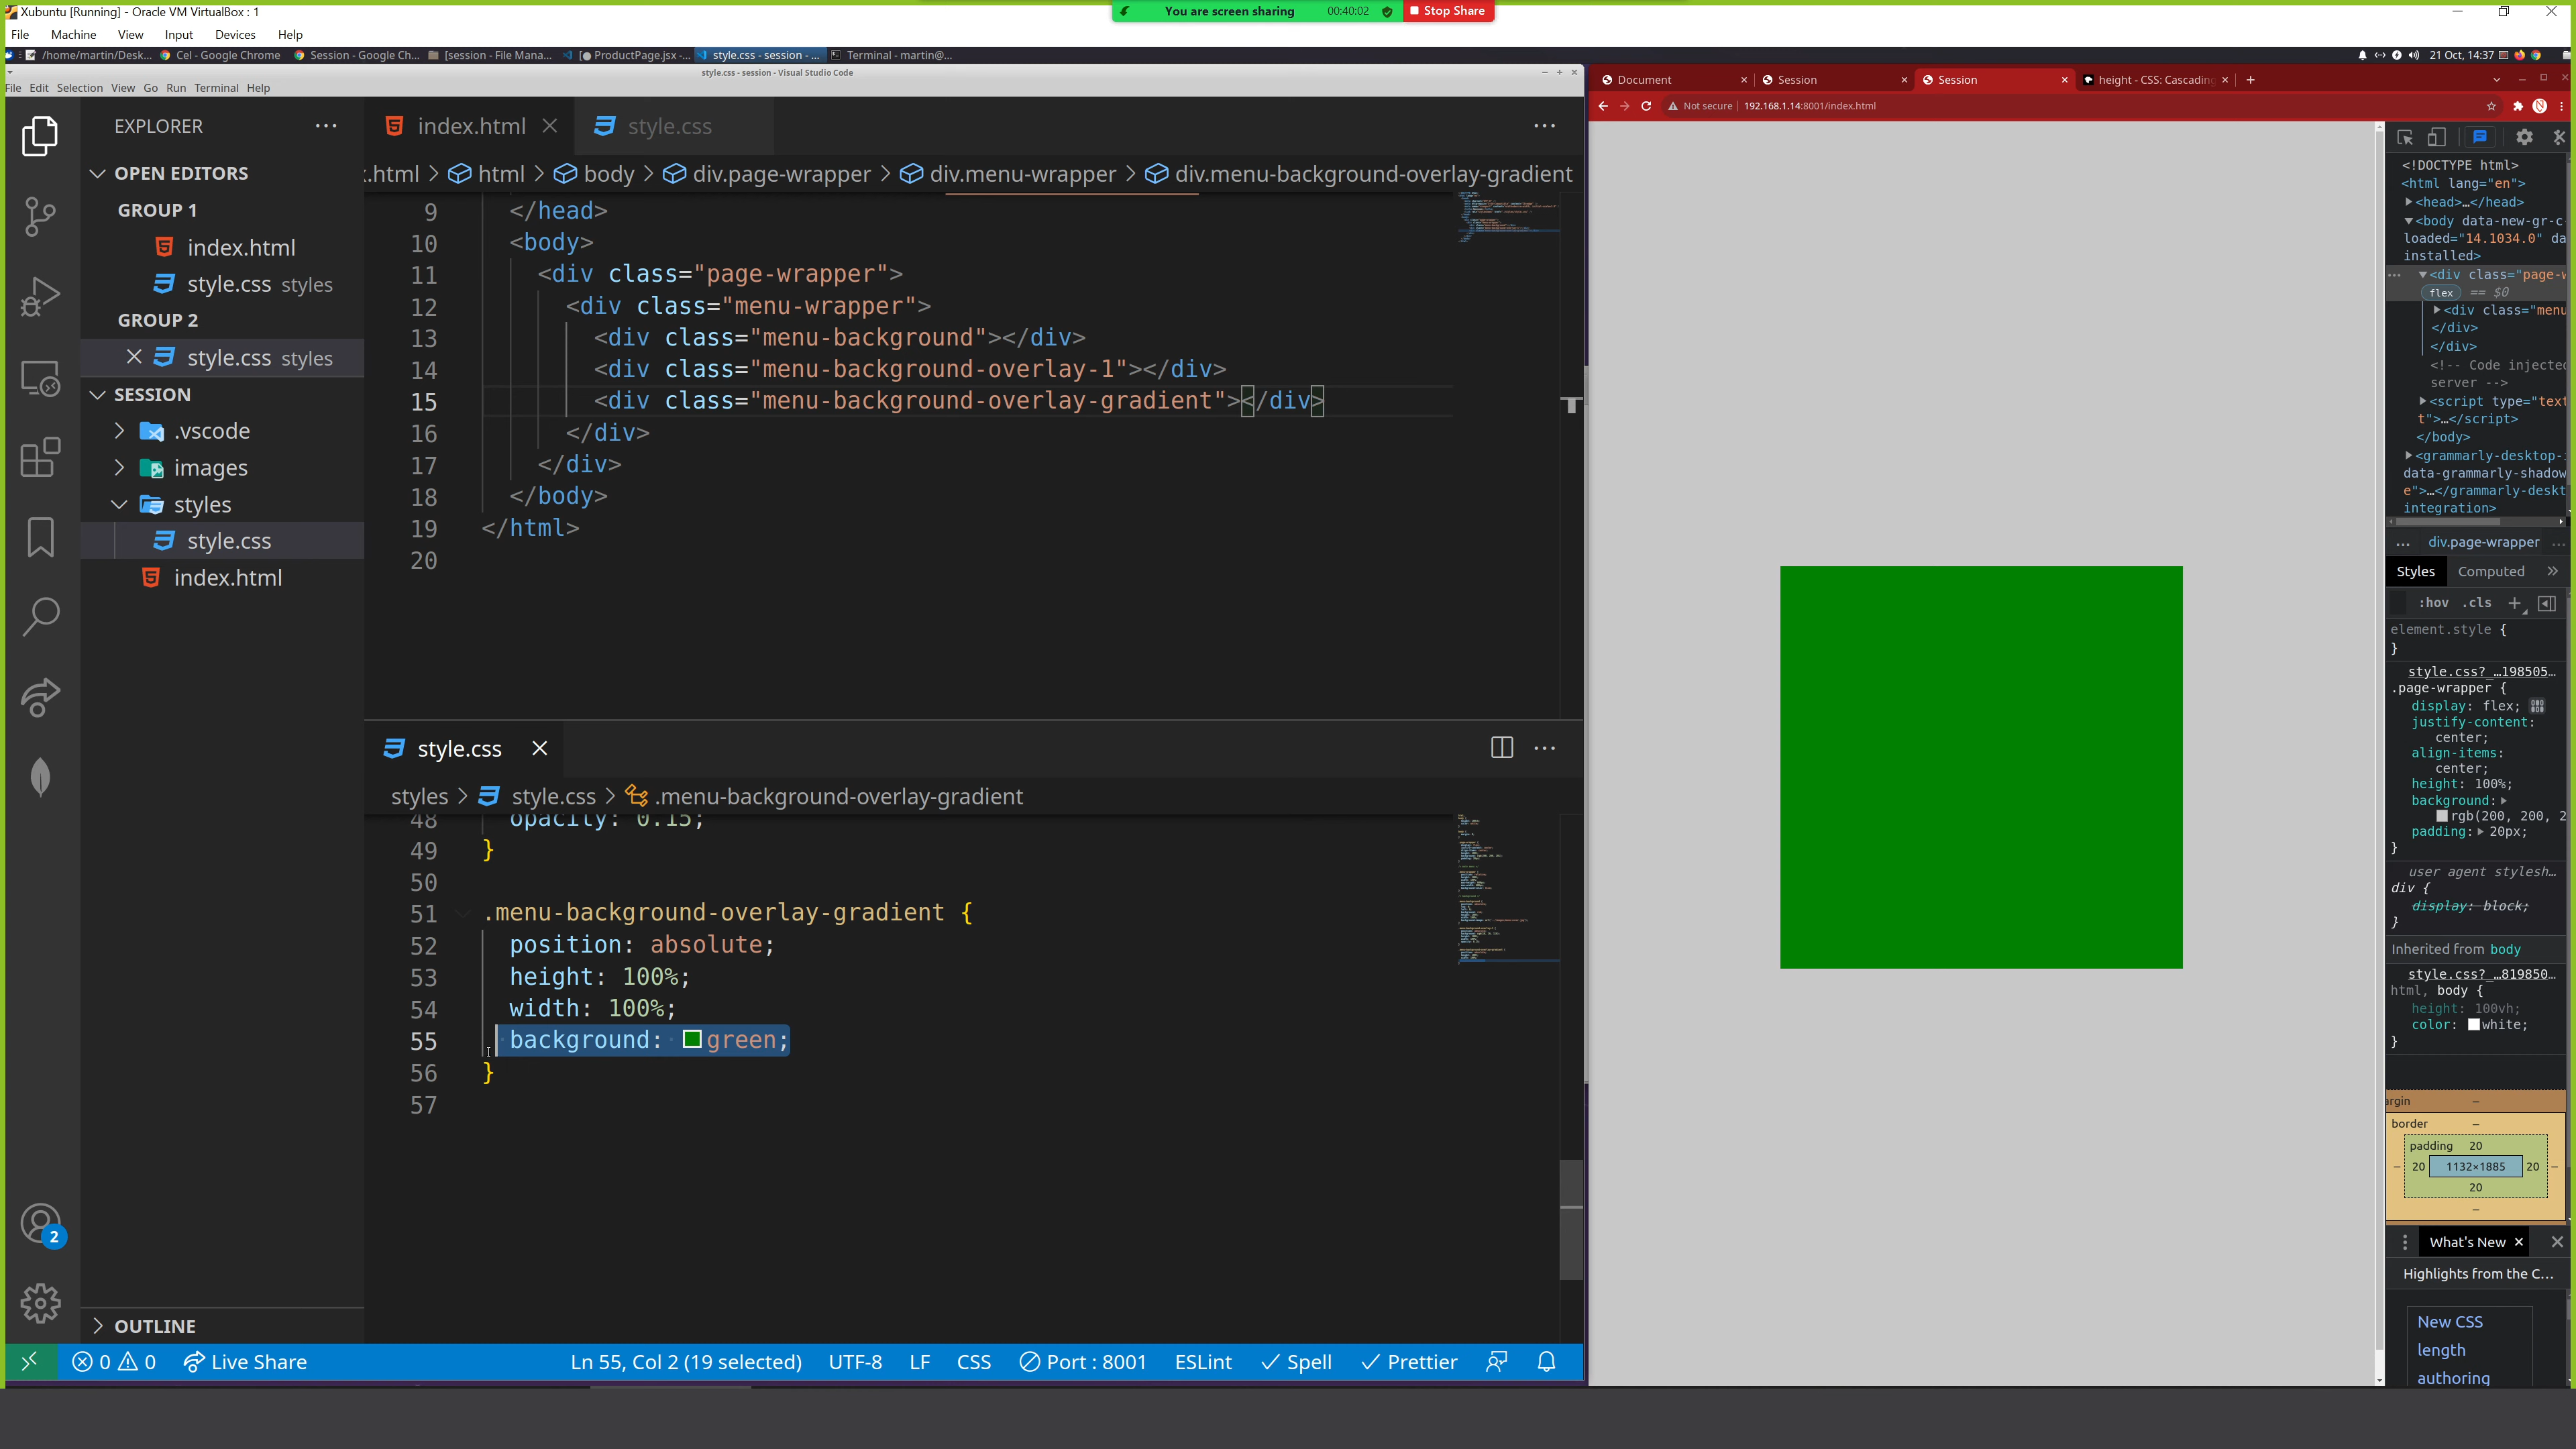 Xubuntu [Running] - Oracle VM VirtualBox : 1
You are screen sharing 00:40:02 Stop Share
File Machine View Input Devices Help
/home/martin/Desk... Cel - Google Chrome Session - Google Ch... [session - File Mana... [● ProductPage.jsx -... style.css - session - ... Terminal - martin@... 21 Oct, 14:37
style.css - session - Visual Studio Code
File Edit Selection View Go Run Terminal Help
EXPLORER
OPEN EDITORS
GROUP 1
index.html
style.css styles
GROUP 2
style.css styles
SESSION
.vscode
images
styles
style.css
index.html
OUTLINE
2
index.html style.css
.html > html > body > div.page-wrapper > div.menu-wrapper > div.menu-background-overlay-gradient
9 </head>
10 <body>
11 <div class="page-wrapper">
12 <div class="menu-wrapper">
13 <div class="menu-background"></div>
14 <div class="menu-background-overlay-1"></div>
15 <div class="menu-background-overlay-gradient"></div>
16 </div>
17 </div>
18 </body>
19 </html>
20
style.css
styles > style.css > .menu-background-overlay-gradient
48 opacity: 0.15;
49 }
50
51 .menu-background-overlay-gradient {
52 position: absolute;
53 height: 100%;
54 width: 100%;
55 background: green;
56 }
57
0 0 Live Share Ln 55, Col 2 (19 selected) UTF-8 LF CSS Port : 8001 ESLint Spell Prettier
Document Session Session height - CSS: Cascading
Not secure 192.168.1.14:8001/index.html
<!DOCTYPE html>
<html lang="en">
<head>…</head>
<body data-new-gr-c
loaded="14.1034.0" da
installed>
<div class="page-w
flex == $0
<div class="menu
</div>
</div>
<!-- Code injected
server -->
<script type="text
t">…</script>
</body>
<grammarly-desktop-i
data-grammarly-shadow
e">…</grammarly-deskt
integration>
... div.page-wrapper ...
Styles Computed
:hov .cls
element.style {
}
style.css?_…198505…
.page-wrapper {
display: flex;
justify-content:
center;
align-items:
center;
height: 100%;
background:
rgb(200, 200, 2
padding: 20px;
}
user agent stylesh…
div {
display: block;
}
Inherited from body
style.css?_…819850…
html, body {
height: 100vh;
color: white;
}
argin –
border –
padding 20
– 20 1132×1885 20 –
20
–
What's New
Highlights from the C…
New CSS
length
authoring